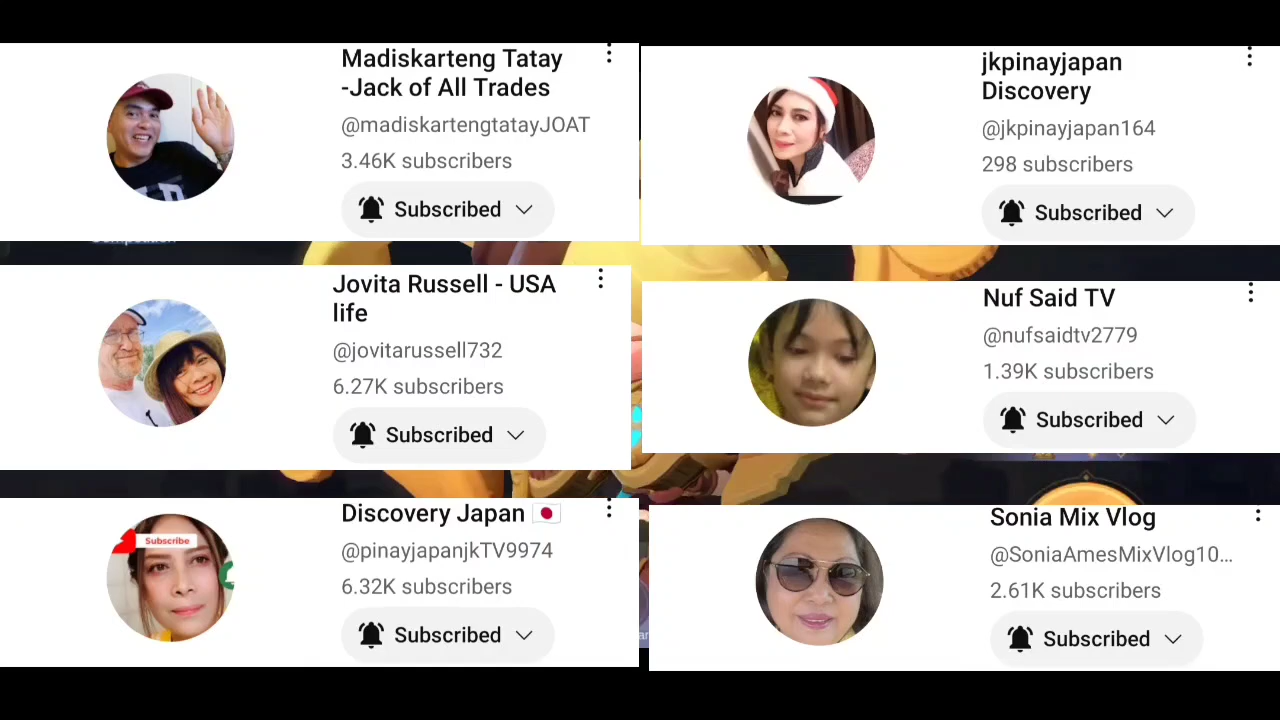 Madiskarteng Tatay
-Jack of All Trades
@madiskartengtatayJOAT
3.46K subscribers
Subscribed
jkpinayjapan
Discovery
@jkpinayjapan164
298 subscribers
Subscribed
Jovita Russell - USA
life
@jovitarussell732
6.27K subscribers
Subscribed
Nuf Said TV
@nufsaidtv2779
1.39K subscribers
Subscribed
Subscribe
Discovery Japan 🇯🇵
@pinayjapanjkTV9974
6.32K subscribers
Subscribed
Sonia Mix Vlog
@SoniaAmesMixVlog10...
2.61K subscribers
Subscribed